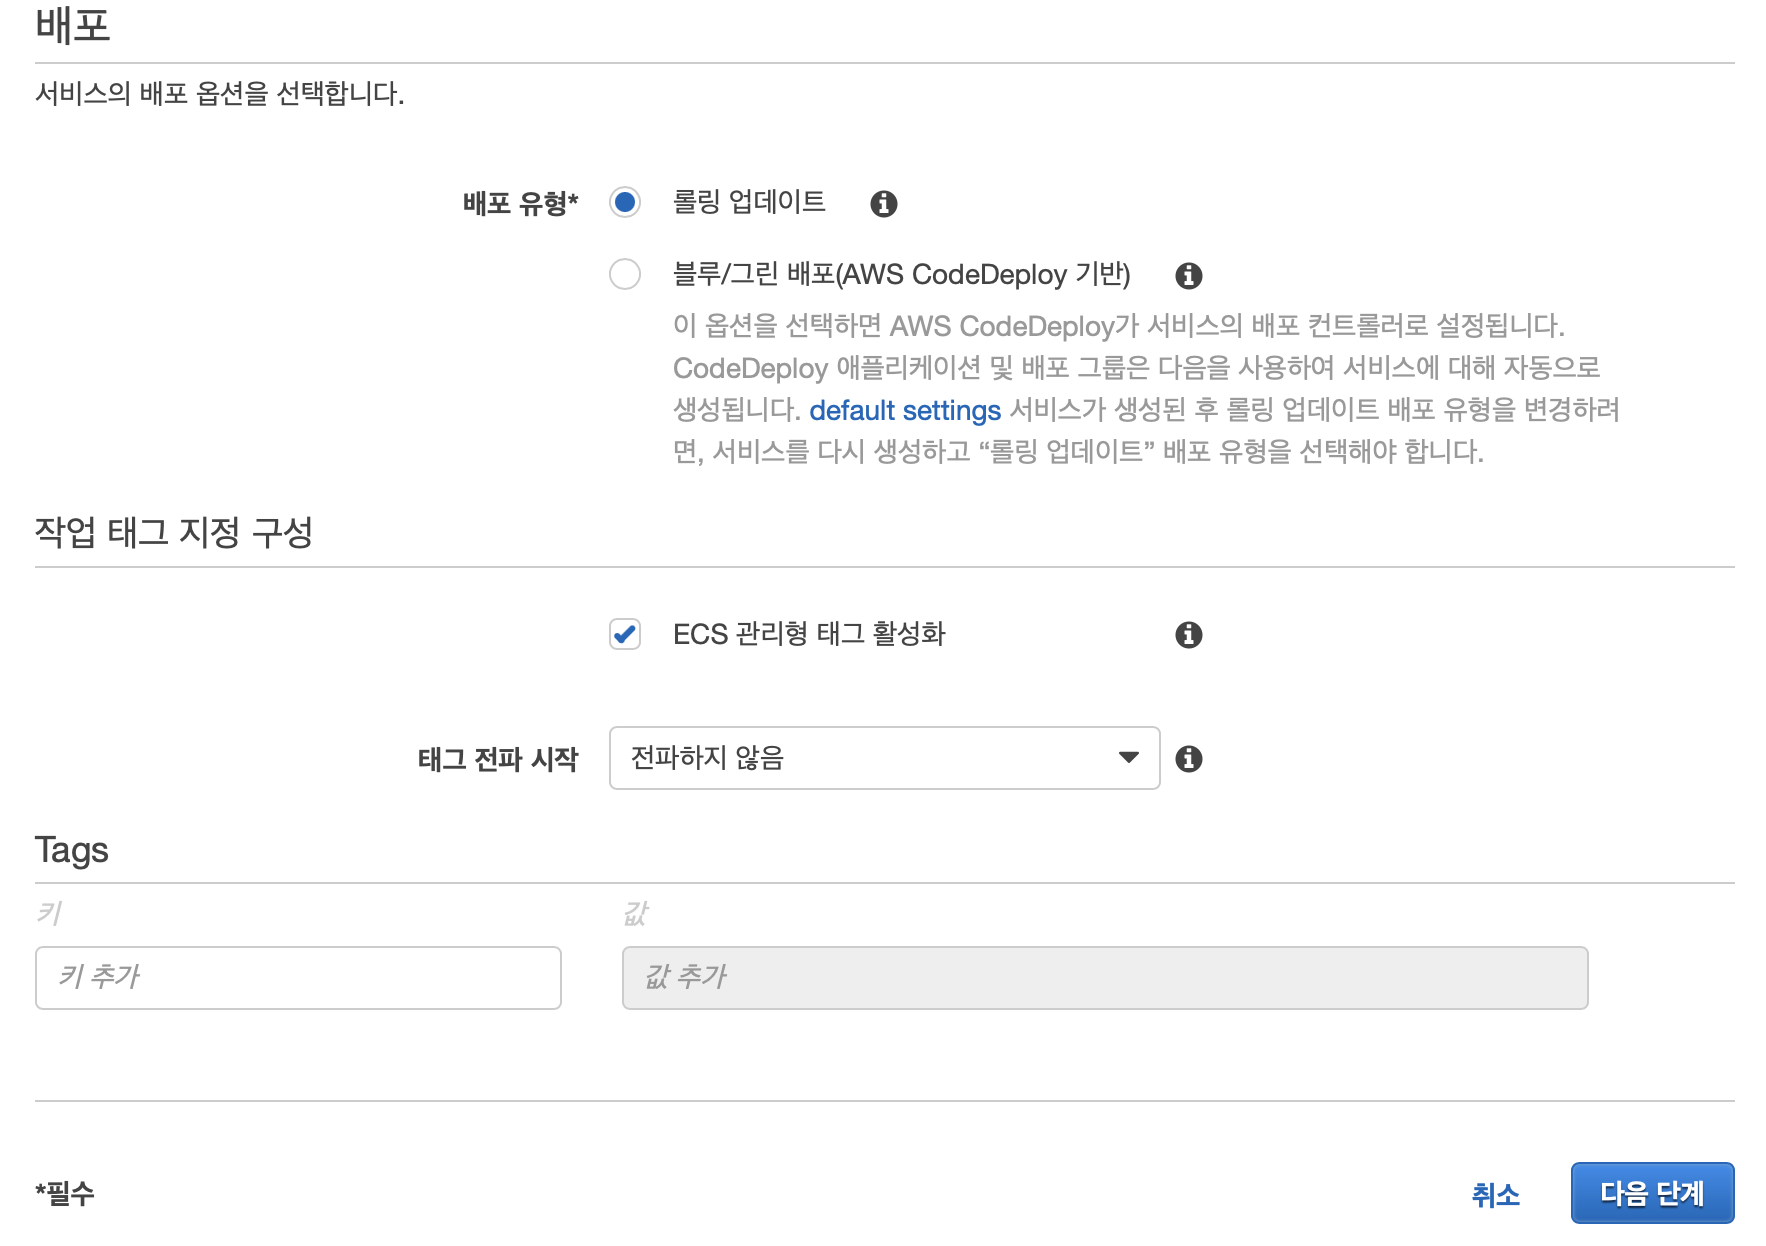 배포
서비스의 배포 옵션을 선택합니다.
배포 유형*
롤링 업데이트
블루/그린 배포(AWS CodeDeploy 기반)
이 옵션을 선택하면 AWS CodeDeploy가 서비스의 배포 컨트롤러로 설정됩니다.
CodeDeploy 애플리케이션 및 배포 그룹은 다음을 사용하여 서비스에 대해 자동으로
생성됩니다. default settings 서비스가 생성된 후 롤링 업데이트 배포 유형을 변경하려
면, 서비스를 다시 생성하고 “롤링 업데이트” 배포 유형을 선택해야 합니다.
작업 태그 지정 구성
ECS 관리형 태그 활성화
태그 전파 시작
전파하지 않음
Tags
키
값
키 추가
값 추가
*필수
취소
다음 단계